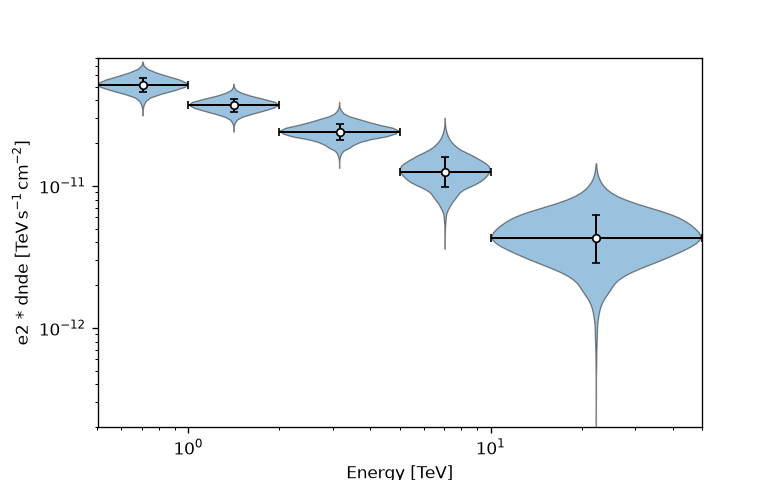 e2 * dnde [TeV s⁻¹ cm⁻²]
10⁻¹¹
10⁻¹²
10⁰
10¹
Energy [TeV]